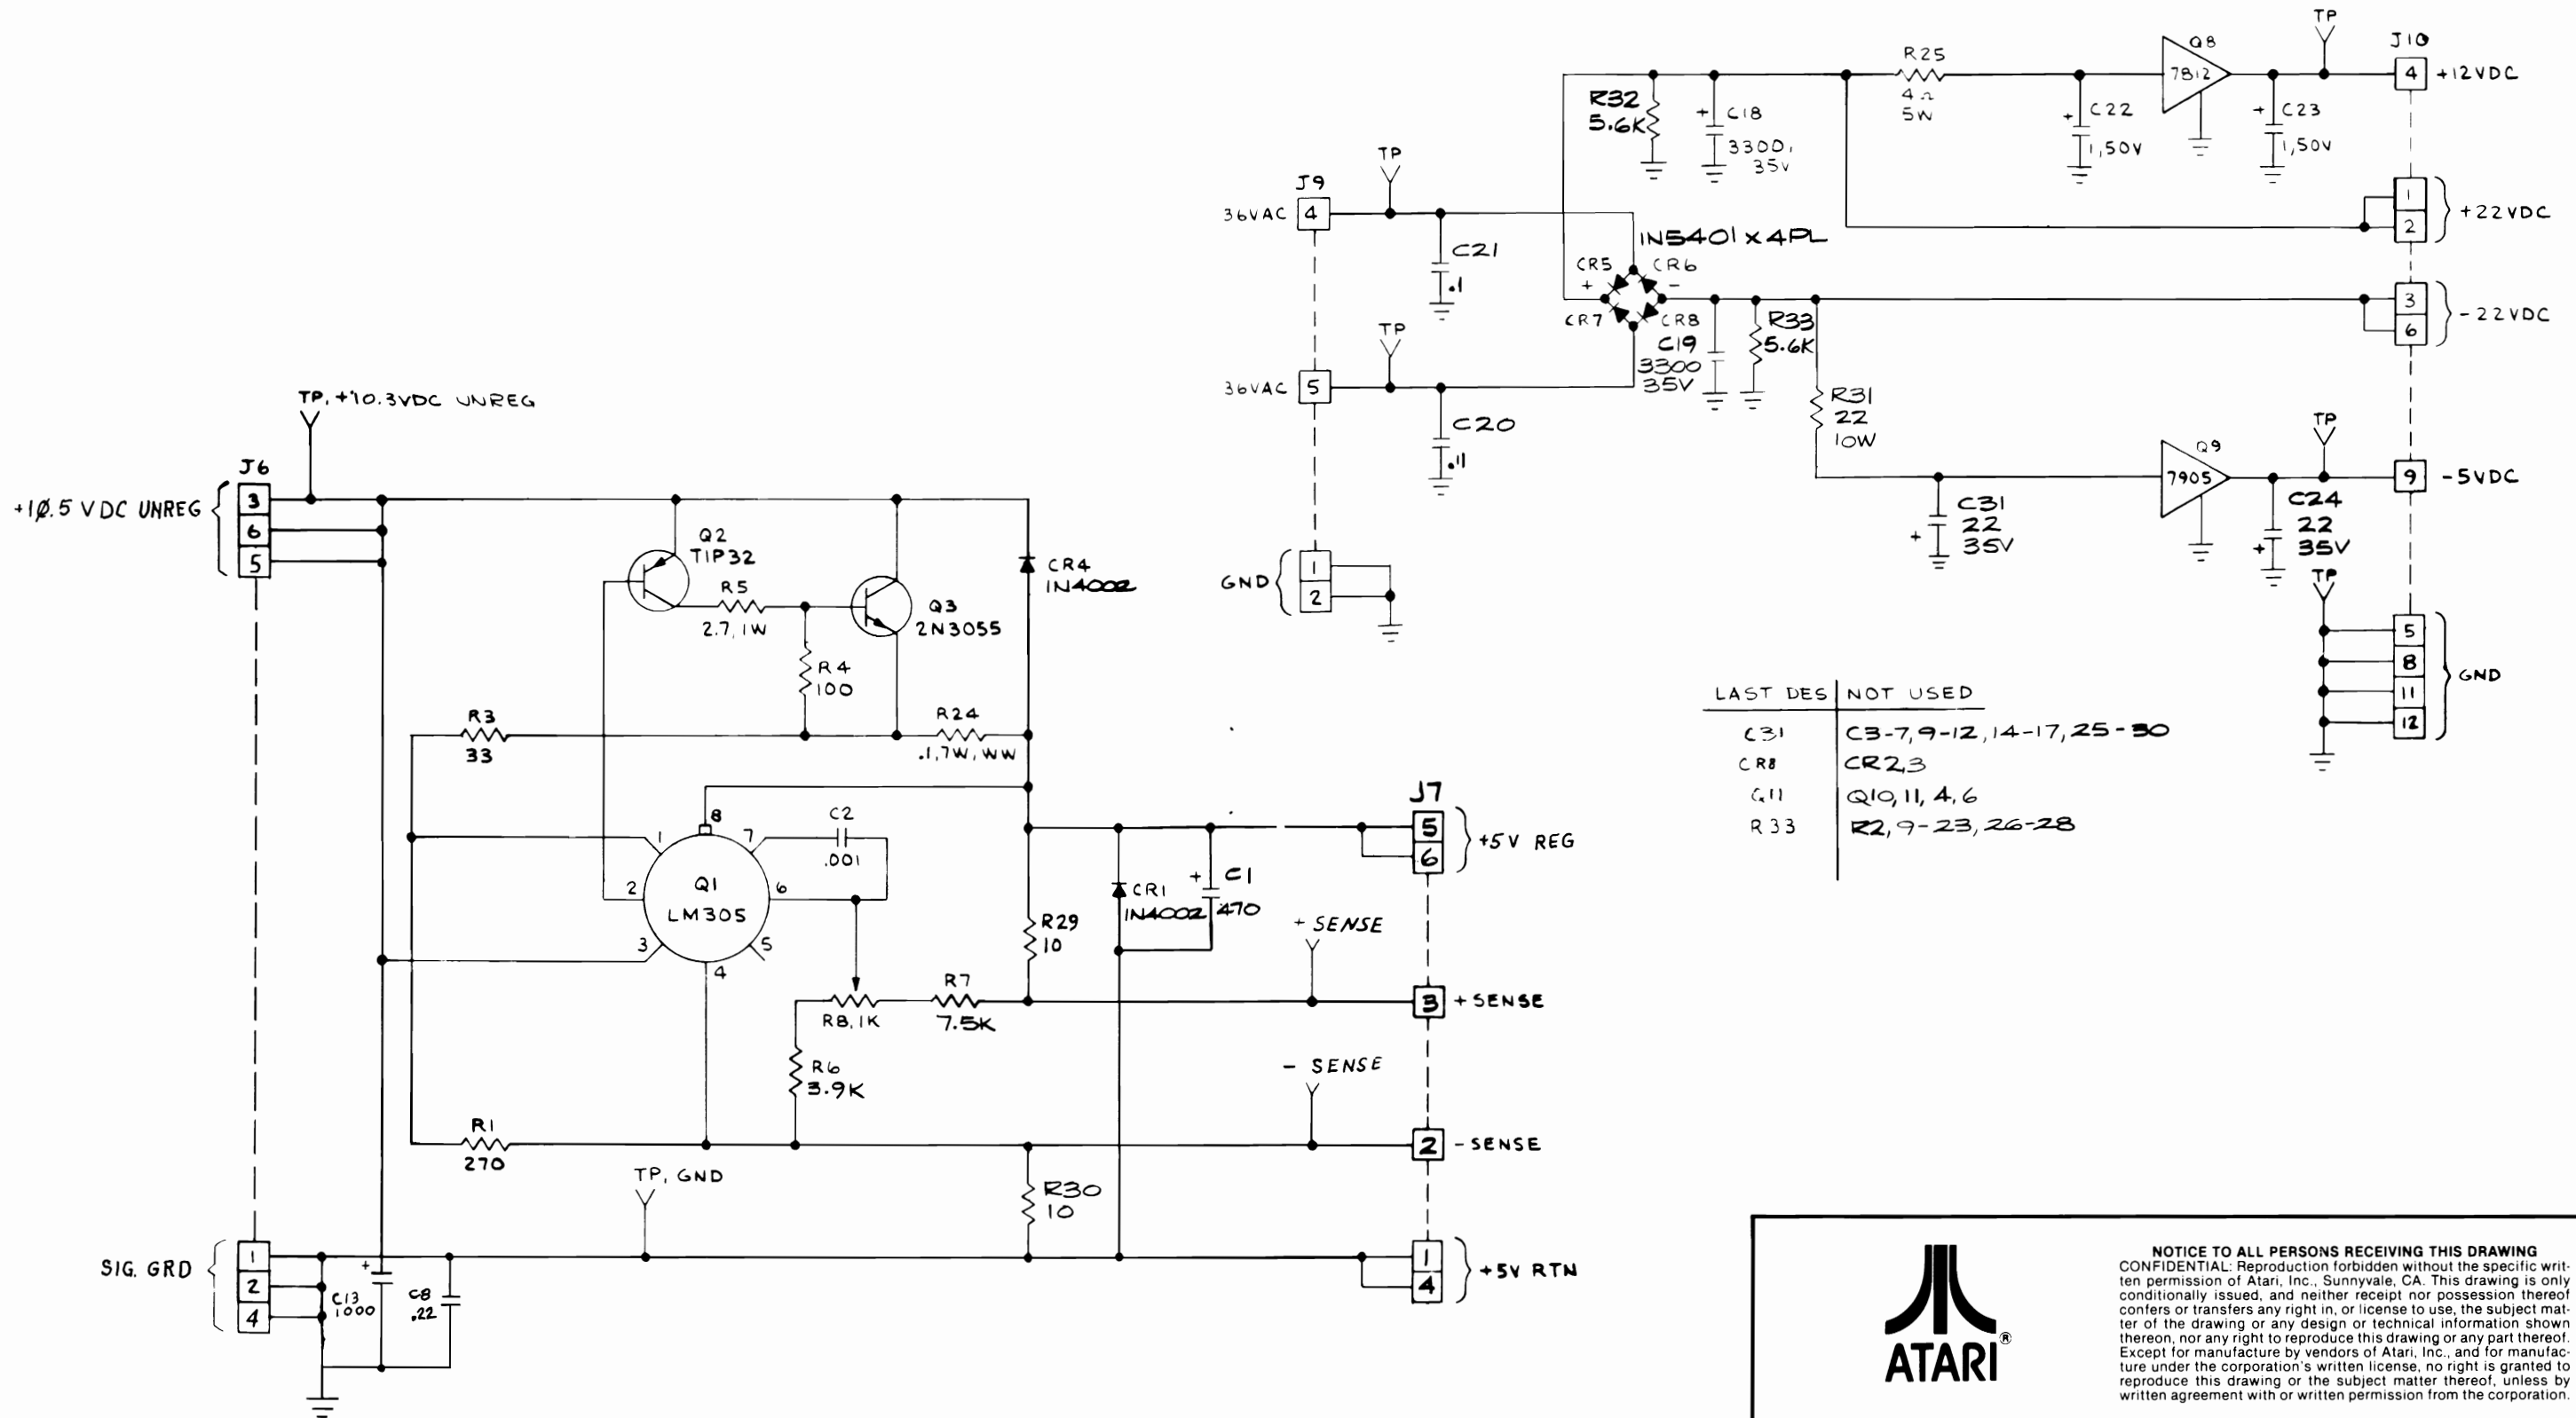 TP
Q8
7812
J10
4
+12VDC
R25
4Ω
5W
R32
5.6K
+
C18
3300,
35V
+
C22
1,50V
+
C23
1,50V
1
2
+22VDC
TP
J9
36VAC
4
C21
.1
1N5401 x 4PL
CR5
CR6
+
-
CR7
CR8
3
6
-22VDC
C19
3300
35V
R33
5.6K
TP
36VAC
5
C20
.1
R31
22
10W
TP
Q9
7905
9
-5VDC
C31
22
35V
+
C24
22
35V
+
TP
GND
1
2
5
8
11
12
GND
TP, +10.3VDC UNREG
J6
+10.5 VDC UNREG
3
6
5
Q2
TIP32
R5
2.7, 1W
Q3
2N3055
CR4
1N4002
R4
100
R3
33
R24
.1, 7W, WW
8
1
7
C2
.001
2
Q1
LM305
6
3
5
4
J7
5
6
+5V REG
CR1
1N4002
+
C1
470
R29
10
+ SENSE
R8, 1K
R7
7.5K
3
+ SENSE
R6
3.9K
- SENSE
R1
270
2
- SENSE
TP, GND
R30
10
SIG. GRD
1
2
4
+
C13
1000
C8
.22
1
4
+5V RTN
LAST DES NOT USED
C31 C3-7, 9-12, 14-17, 25-30
CR8 CR2,3
Q11 Q10, 11, 4, 6
R33 R2, 9-23, 26-28
ATARI®
NOTICE TO ALL PERSONS RECEIVING THIS DRAWING
CONFIDENTIAL: Reproduction forbidden without the specific writ-
ten permission of Atari, Inc., Sunnyvale, CA. This drawing is only
conditionally issued, and neither receipt nor possession thereof
confers or transfers any right in, or license to use, the subject mat-
ter of the drawing or any design or technical information shown
thereon, nor any right to reproduce this drawing or any part thereof.
Except for manufacture by vendors of Atari, Inc., and for manufac-
ture under the corporation's written license, no right is granted to
reproduce this drawing or the subject matter thereof, unless by
written agreement with or written permission from the corporation.